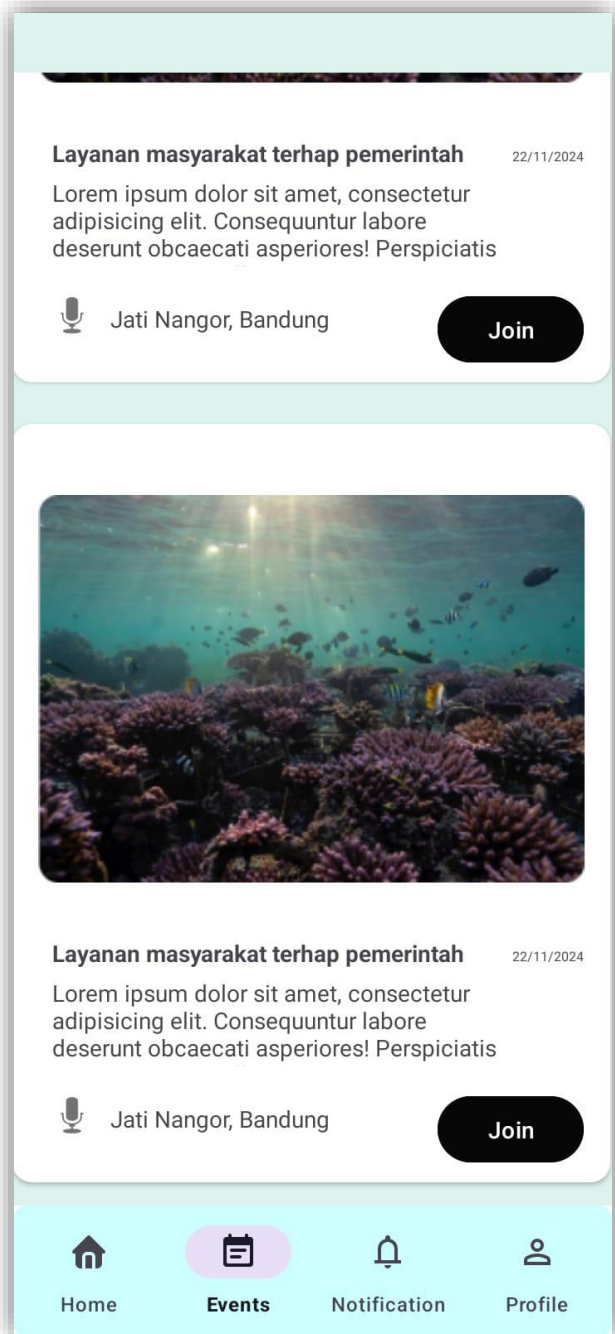 Layanan masyarakat terhap pemerintah
22/11/2024
Lorem ipsum dolor sit amet, consectetur
adipisicing elit. Consequuntur labore
deserunt obcaecati asperiores! Perspiciatis
Jati Nangor, Bandung
Join
Layanan masyarakat terhap pemerintah
22/11/2024
Lorem ipsum dolor sit amet, consectetur
adipisicing elit. Consequuntur labore
deserunt obcaecati asperiores! Perspiciatis
Jati Nangor, Bandung
Join
Home
Events
Notification
Profile